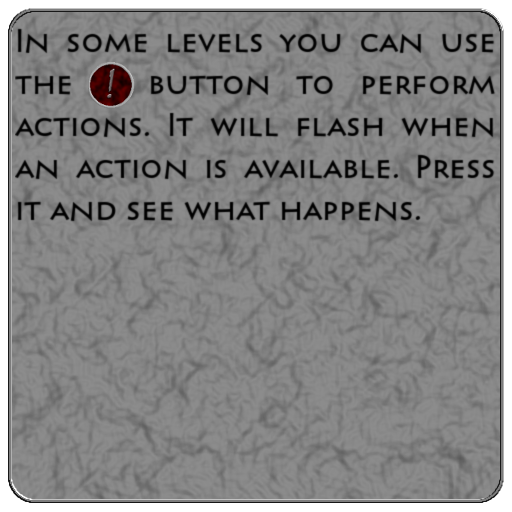 In some levels you can use
the ! button to perform
actions. It will flash when
an action is available. Press
it and see what happens.